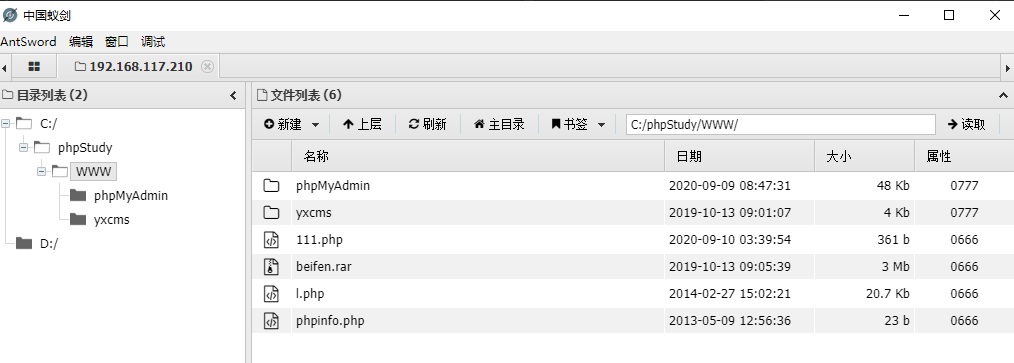 中国蚁剑
AntSword 编辑 窗口 调试
192.168.117.210
目录列表 (2)
文件列表 (6)
新建 上层 刷新 主目录 书签 C:/phpStudy/WWW/ 读取
C:/
phpStudy
WWW
phpMyAdmin
yxcms
D:/
名称 日期 大小 属性
phpMyAdmin 2020-09-09 08:47:31 48 Kb 0777
yxcms 2019-10-13 09:01:07 4 Kb 0777
111.php 2020-09-10 03:39:54 361 b 0666
beifen.rar 2019-10-13 09:05:39 3 Mb 0666
l.php 2014-02-27 15:02:21 20.7 Kb 0666
phpinfo.php 2013-05-09 12:56:36 23 b 0666